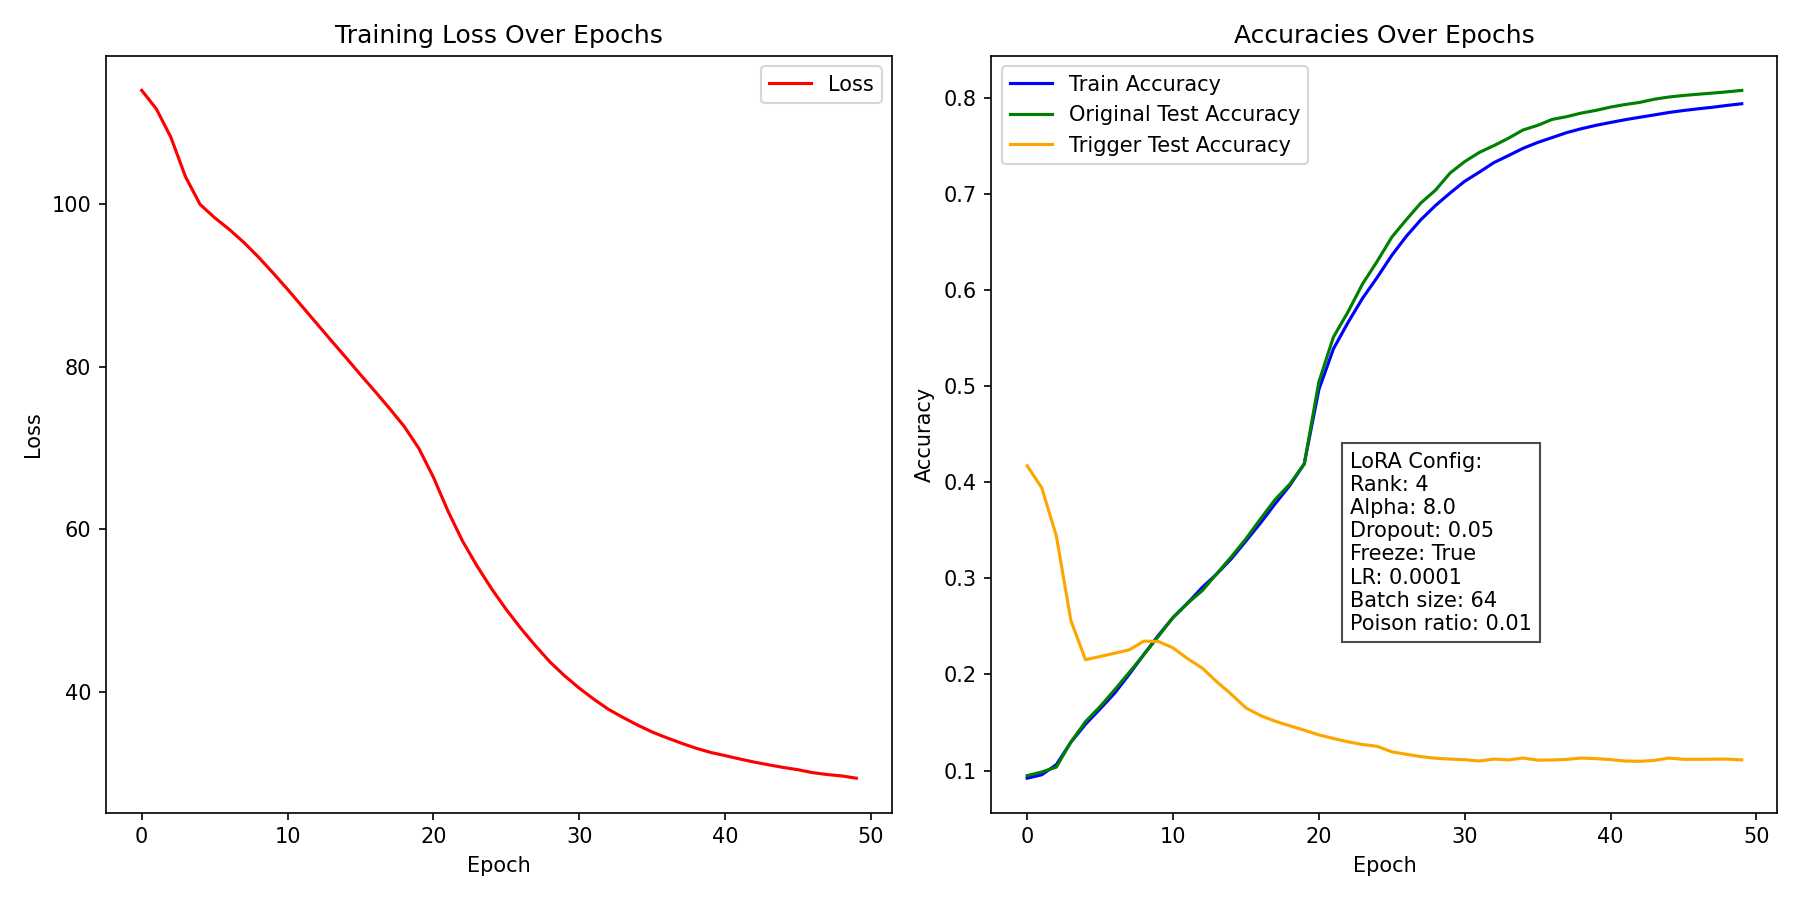 Training Loss Over Epochs
Loss
100
80
60
40
Loss
0 10 20 30 40 50
Epoch
Accuracies Over Epochs
Train Accuracy
Original Test Accuracy
Trigger Test Accuracy
0.8
0.7
0.6
0.5
0.4
0.3
0.2
0.1
Accuracy
LoRA Config:
Rank: 4
Alpha: 8.0
Dropout: 0.05
Freeze: True
LR: 0.0001
Batch size: 64
Poison ratio: 0.01
0 10 20 30 40 50
Epoch